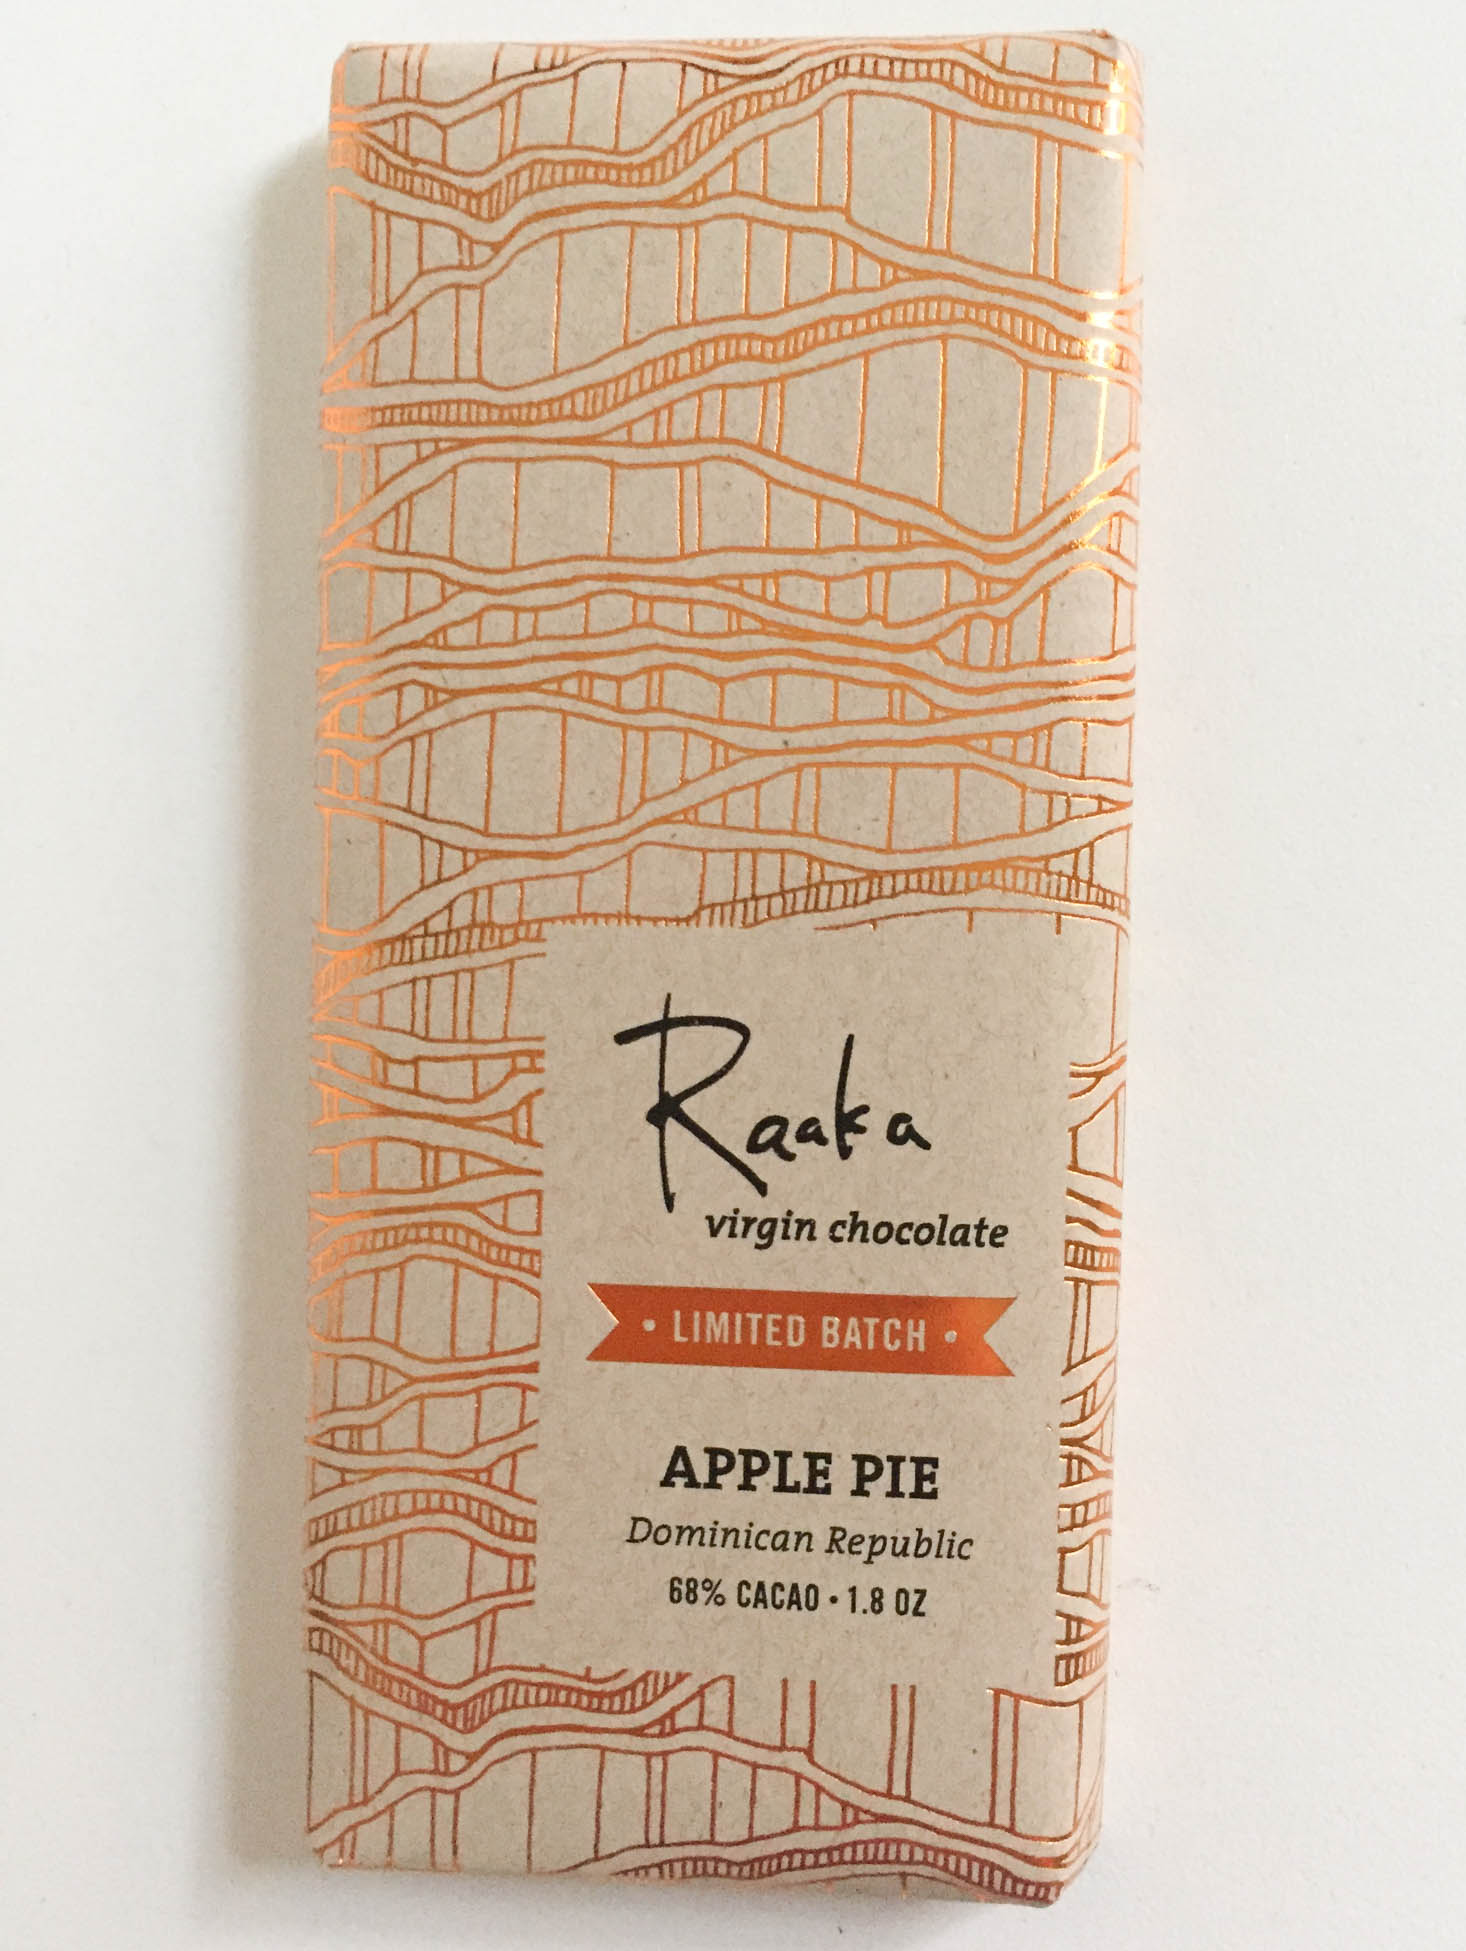 Raaka
virgin chocolate
• LIMITED BATCH •
APPLE PIE
Dominican Republic
68% CACAO • 1.8 OZ